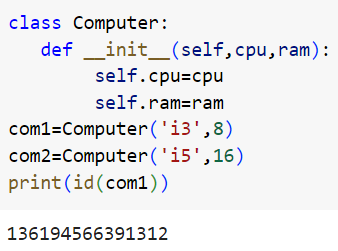 class Computer:
   def __init__(self,cpu,ram):
        self.cpu=cpu
        self.ram=ram
com1=Computer('i3',8)
com2=Computer('i5',16)
print(id(com1))
136194566391312